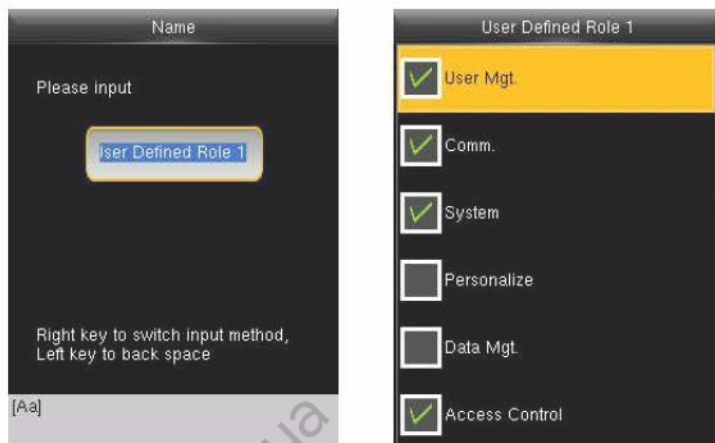 Name
Please input
ser Defined Role 1
Right key to switch input method,
Left key to back space
[Aa]
User Defined Role 1
User Mgt.
Comm.
System
Personalize
Data Mgt.
Access Control